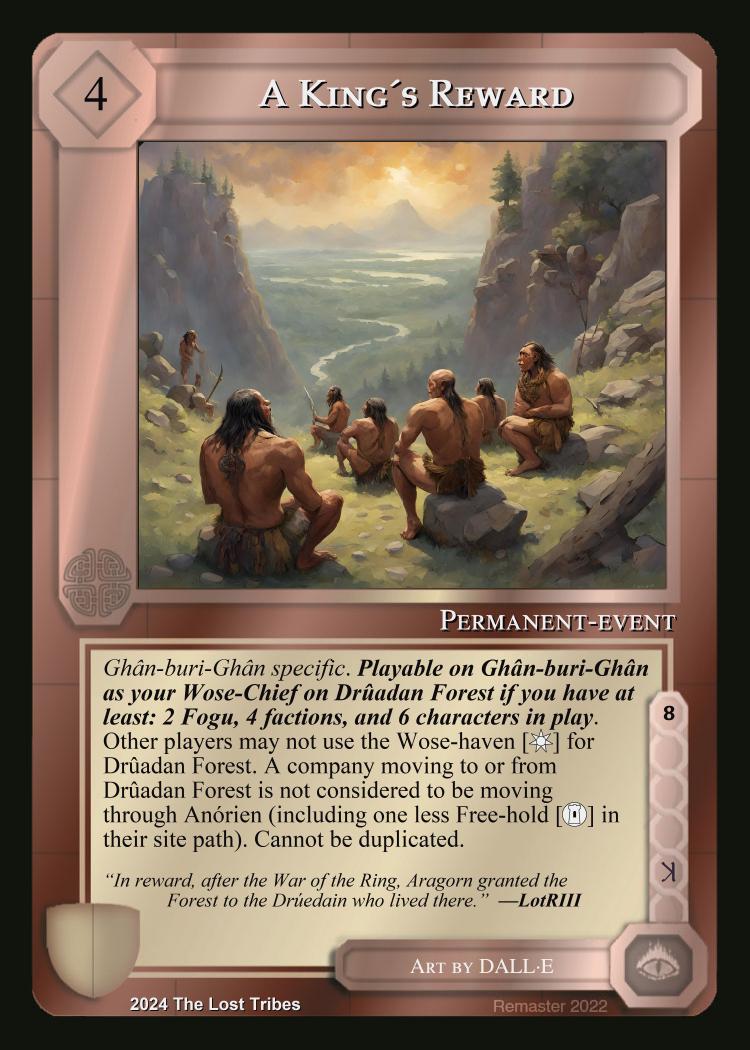 4
A King´s Reward
Permanent-event
Ghân-buri-Ghân specific. Playable on Ghân-buri-Ghân
as your Wose-Chief on Drûadan Forest if you have at
least: 2 Fogu, 4 factions, and 6 characters in play.
Other players may not use the Wose-haven [] for
Drûadan Forest. A company moving to or from
Drûadan Forest is not considered to be moving
through Anórien (including one less Free-hold [] in
their site path). Cannot be duplicated.
“In reward, after the War of the Ring, Aragorn granted the
Forest to the Drúedain who lived there.” —LotRIII
8
Art by DALL·E
2024 The Lost Tribes
Remaster 2022